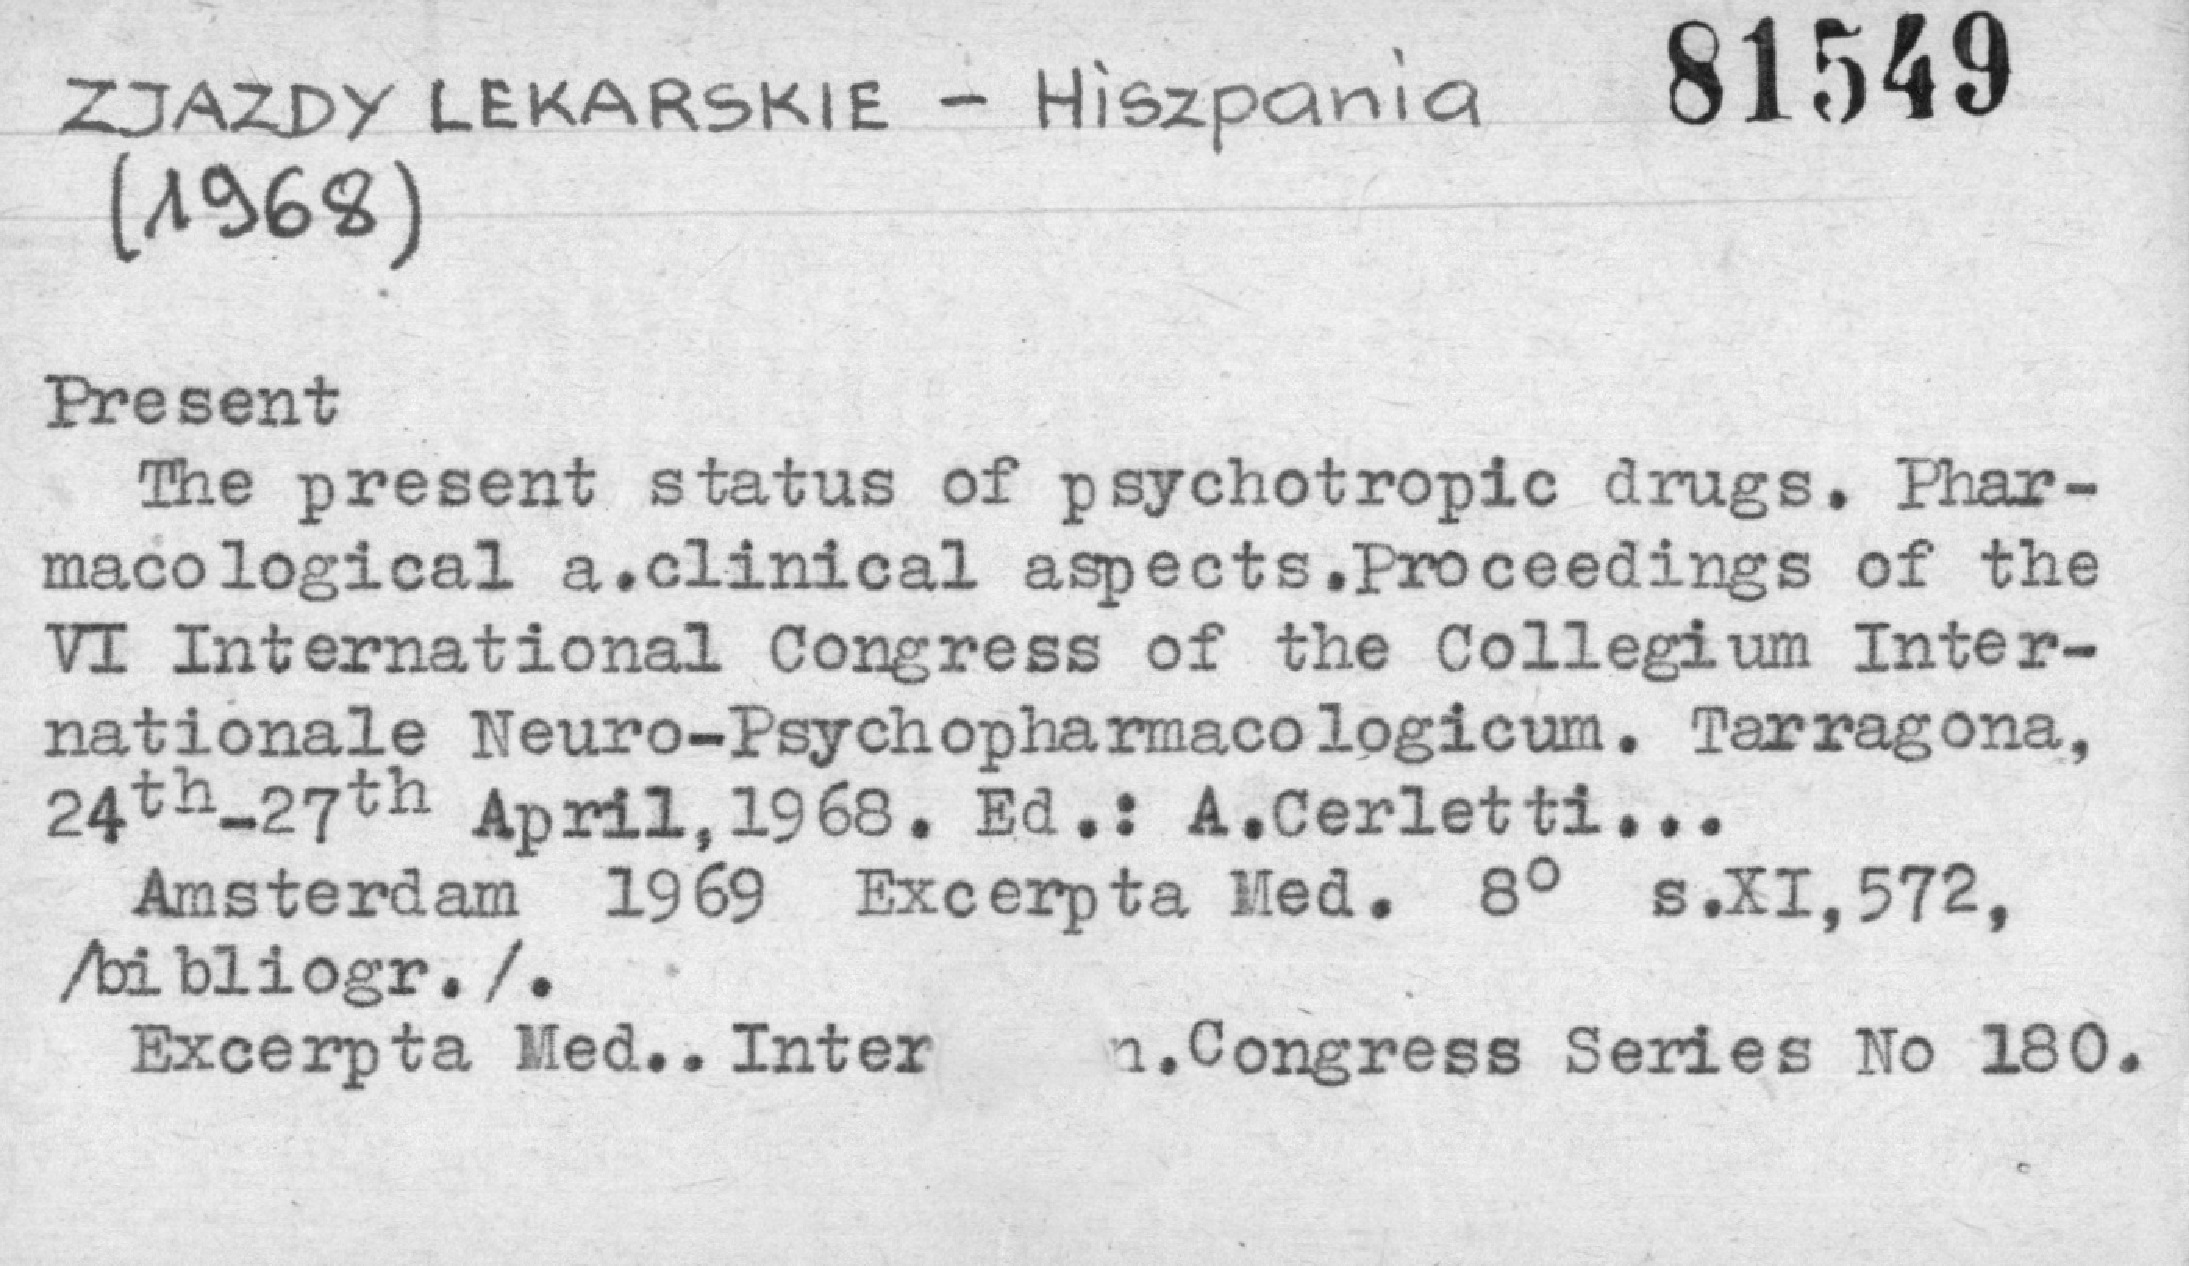 ZJAZDY LEKARSKIE - Hiszpania 81549
(1968)
Present
The present status of psychotropic drugs. Phar-
macological a.clinical aspects.Proceedings of the
VI International Congress of the Collegium Inter-
nationale Neuro-Psychopharmacologicum. Tarragona,
24th-27th April,1968. Ed.: A.Cerletti...
Amsterdam 1969 Excerpta Med. 8° s.XI,572,
/bibliogr./.
Excerpta Med.. Inter n.Congress Series No 180.